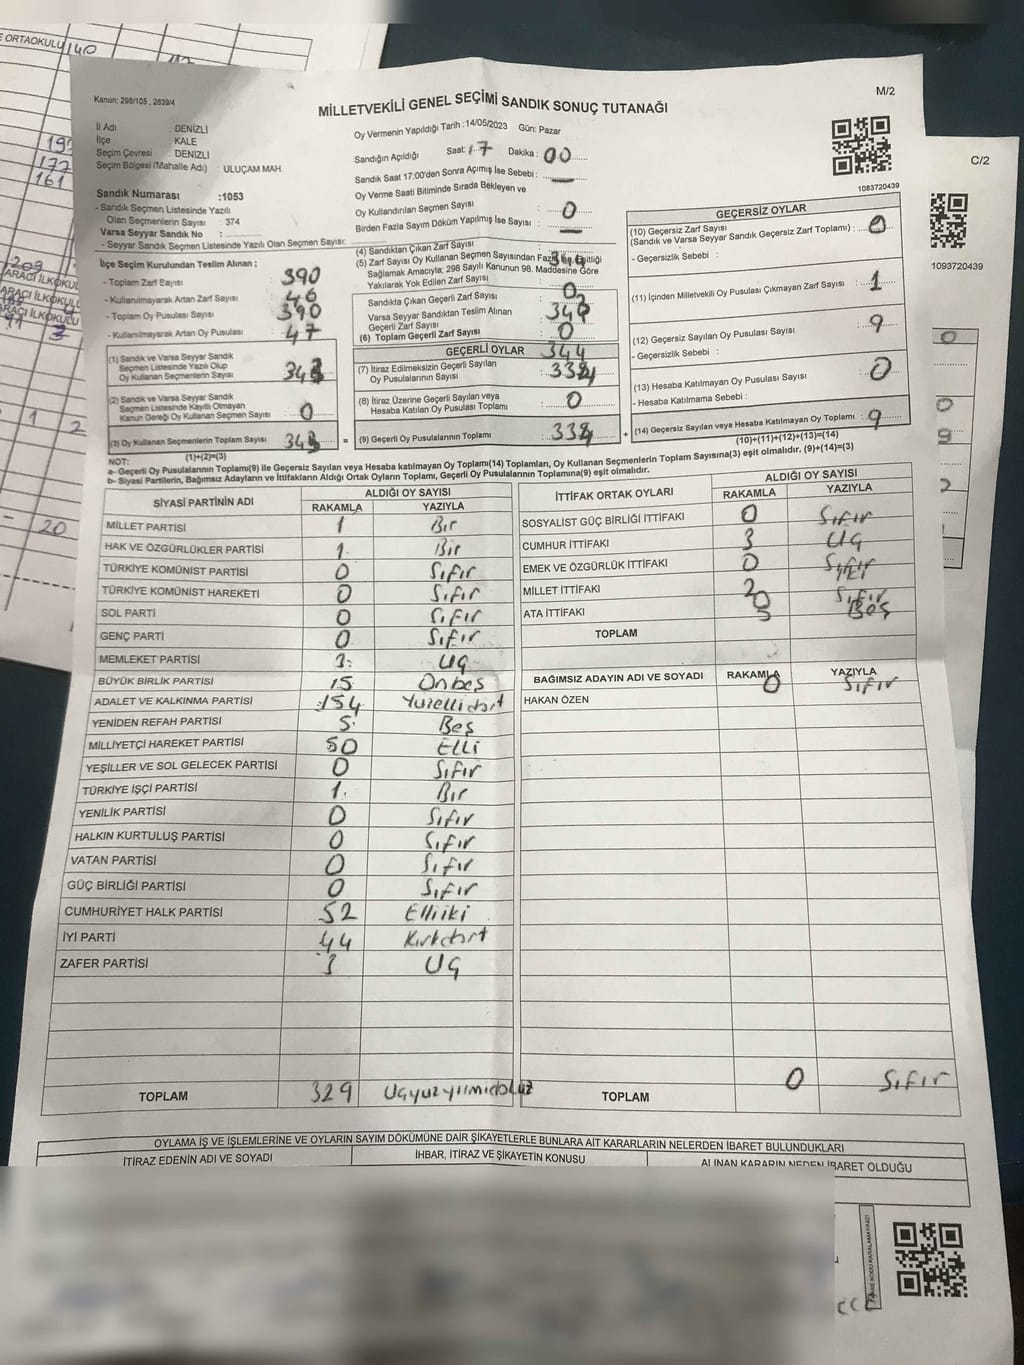 E ORTAOKULU 140
Kanun: 298/105 , 2839/4
M/2
MİLLETVEKİLİ GENEL SEÇİMİ SANDIK SONUÇ TUTANAĞI
İl Adı : DENİZLİ
İlçe : KALE
Seçim Çevresi : DENİZLİ
Seçim Bölgesi (Mahalle Adı) : ULUÇAM MAH.
Sandık Numarası :1053
- Sandık Seçmen Listesinde Yazılı
Olan Seçmenlerin Sayısı : 374
Varsa Seyyar Sandık No :
- Seyyar Sandık Seçmen Listesinde Yazılı Olan Seçmen Sayısı:
Oy Vermenin Yapıldığı Tarih :14/05/2023 Gün: Pazar
Sandığın Açıldığı Saat: 17 Dakika : 00
Sandık Saat 17:00'den Sonra Açımış İse Sebebi :
Oy Verme Saati Bitiminde Sırada Bekleyen ve
Oy Kullandırılan Seçmen Sayısı : 0
Birden Fazla Sayım Döküm Yapılmış İse Sayısı :
1083720439
C/2
1093720439
İlçe Seçim Kurulundan Teslim Alınan ;
- Toplam Zarf Sayısı : 390
- Kullanılmayarak Artan Zarf Sayısı : 46
- Toplam Oy Pusulası Sayısı : 390
- Kullanılmayarak Artan Oy Pusulası : 47
(1) Sandık ve Varsa Seyyar Sandık
Seçmen Listesinde Yazılı Olup
Oy Kullanan Seçmenlerin Sayısı :
(2) Sandık ve Varsa Seyyar Sandık
Seçmen Listesinde Kayıtlı Olmayan
Kanun Gereği Oy Kullanan Seçmen Sayısı : 0
(3) Oy Kullanan Seçmenlerin Toplam Sayısı :
(1)+(2)=(3)
(4) Sandıktan Çıkan Zarf Sayısı :
(5) Zarf Sayısı Oy Kullanan Seçmen Sayısından Fazla İse, Eşitliği
Sağlamak Amacıyla; 298 Sayılı Kanunun 98. Maddesine Göre
Yakılarak Yok Edilen Zarf Sayısı : 0
Sandıkta Çıkan Geçerli Zarf Sayısı :
Varsa Seyyar Sandıktan Teslim Alınan
Geçerli Zarf Sayısı : 0
(6) Toplam Geçerli Zarf Sayısı : 344
GEÇERLİ OYLAR
(7) İtiraz Edilmeksizin Geçerli Sayılan
Oy Pusulalarının Sayısı :
(8) İtiraz Üzerine Geçerli Sayılan veya
Hesaba Katılan Oy Pusulası Toplamı : 0
= (9) Geçerli Oy Pusulalarının Toplamı :
GEÇERSİZ OYLAR
(10) Geçersiz Zarf Sayısı
(Sandık ve Varsa Seyyar Sandık Geçersiz Zarf Toplamı) : 0
- Geçersizlik Sebebi :
(11) İçinden Milletvekili Oy Pusulası Çıkmayan Zarf Sayısı : 1
(12) Geçersiz Sayılan Oy Pusulası Sayısı : 9
- Geçersizlik Sebebi :
(13) Hesaba Katılmayan Oy Pusulası Sayısı : 0
- Hesaba Katılmama Sebebi :
+ (14) Geçersiz Sayılan veya Hesaba Katılmayan Oy Toplamı : 9
(10)+(11)+(12)+(13)=(14)
NOT:
a- Geçerli Oy Pusulalarının Toplamı(9) ile Geçersiz Sayılan veya Hesaba katılmayan Oy Toplamı(14) Toplamları, Oy Kullanan Seçmenlerin Toplam Sayısına(3) eşit olmalıdır. (9)+(14)=(3)
b- Siyasi Partilerin, Bağımsız Adayların ve İttifakların Aldığı Ortak Oyların Toplamı, Geçerli Oy Pusulalarının Toplamına(9) eşit olmalıdır.
SİYASİ PARTİNİN ADI
ALDIĞI OY SAYISI
RAKAMLA YAZIYLA
MİLLET PARTİSİ 1 Bir
HAK VE ÖZGÜRLÜKLER PARTİSİ 1 Bir
TÜRKİYE KOMÜNİST PARTİSİ 0 Sıfır
TÜRKİYE KOMÜNİST HAREKETİ 0 Sıfır
SOL PARTİ 0 Sıfır
GENÇ PARTİ 0 Sıfır
MEMLEKET PARTİSİ 3 Üç
BÜYÜK BİRLİK PARTİSİ 15 Onbeş
ADALET VE KALKINMA PARTİSİ 154 Yüzellidört
YENİDEN REFAH PARTİSİ 5 Beş
MİLLİYETÇİ HAREKET PARTİSİ 50 Elli
YEŞİLLER VE SOL GELECEK PARTİSİ 0 Sıfır
TÜRKİYE İŞÇİ PARTİSİ 1 Bir
YENİLİK PARTİSİ 0 Sıfır
HALKIN KURTULUŞ PARTİSİ 0 Sıfır
VATAN PARTİSİ 0 Sıfır
GÜÇ BİRLİĞİ PARTİSİ 0 Sıfır
CUMHURİYET HALK PARTİSİ 52 Elliiki
İYİ PARTİ 44 Kırkdört
ZAFER PARTİSİ 3 Üç
TOPLAM 329 Üçyüzyirmidokuz
İTTİFAK ORTAK OYLARI
ALDIĞI OY SAYISI
RAKAMLA YAZIYLA
SOSYALİST GÜÇ BİRLİĞİ İTTİFAKI 0 Sıfır
CUMHUR İTTİFAKI 3 Üç
EMEK VE ÖZGÜRLÜK İTTİFAKI 0 Sıfır
MİLLET İTTİFAKI 2
ATA İTTİFAKI 0 Sıfır
TOPLAM 5 Beş
BAĞIMSIZ ADAYIN ADI VE SOYADI RAKAMLA YAZIYLA
HAKAN ÖZEN 0 Sıfır
TOPLAM 0 Sıfır
OYLAMA İŞ VE İŞLEMLERİNE VE OYLARIN SAYIM DÖKÜMÜNE DAİR ŞİKAYETLERLE BUNLARA AİT KARARLARIN NELERDEN İBARET BULUNDUKLARI
İTİRAZ EDENİN ADI VE SOYADI
İHBAR, İTİRAZ VE ŞİKAYETİN KONUSU
ALINAN KARARIN NEDEN İBARET OLDUĞU